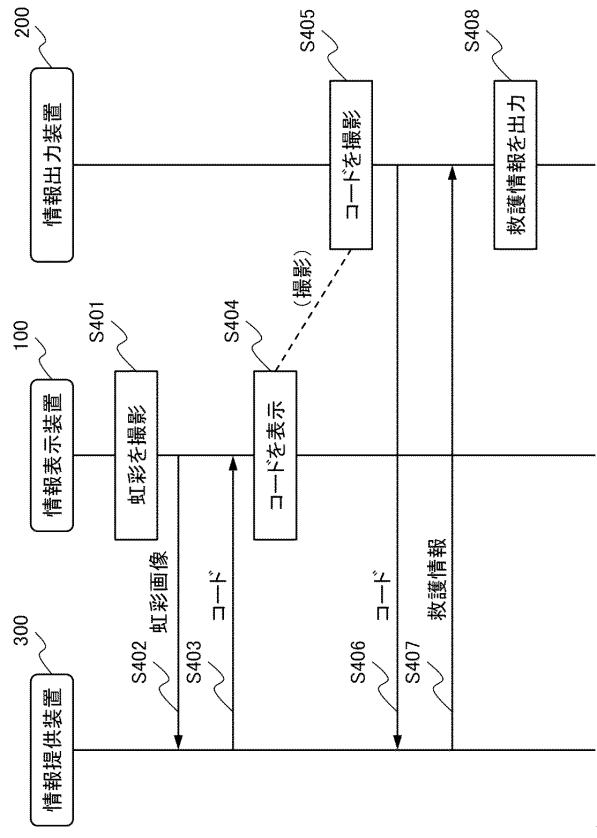 300
情報提供装置
100
情報表示装置
200
情報出力装置
S401
虹彩を撮影
S402
虹彩画像
S403
コード
S404
コードを表示
(撮影)
S405
コードを撮影
S406
コード
S407
救護情報
S408
救護情報を出力